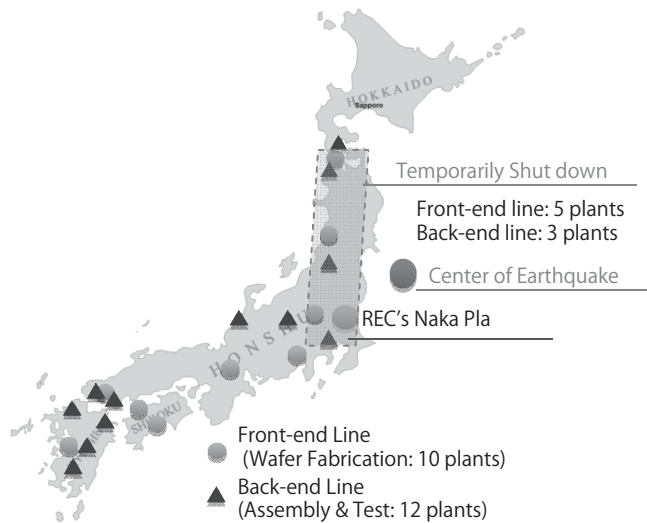 HOKKAIDO
Sapporo
Temporarily Shut down
Front-end line: 5 plants
Back-end line: 3 plants
Center of Earthquake
REC's Naka Pla
HONSHU
SHIKOKU
Front-end Line
(Wafer Fabrication: 10 plants)
Back-end Line
(Assembly & Test: 12 plants)